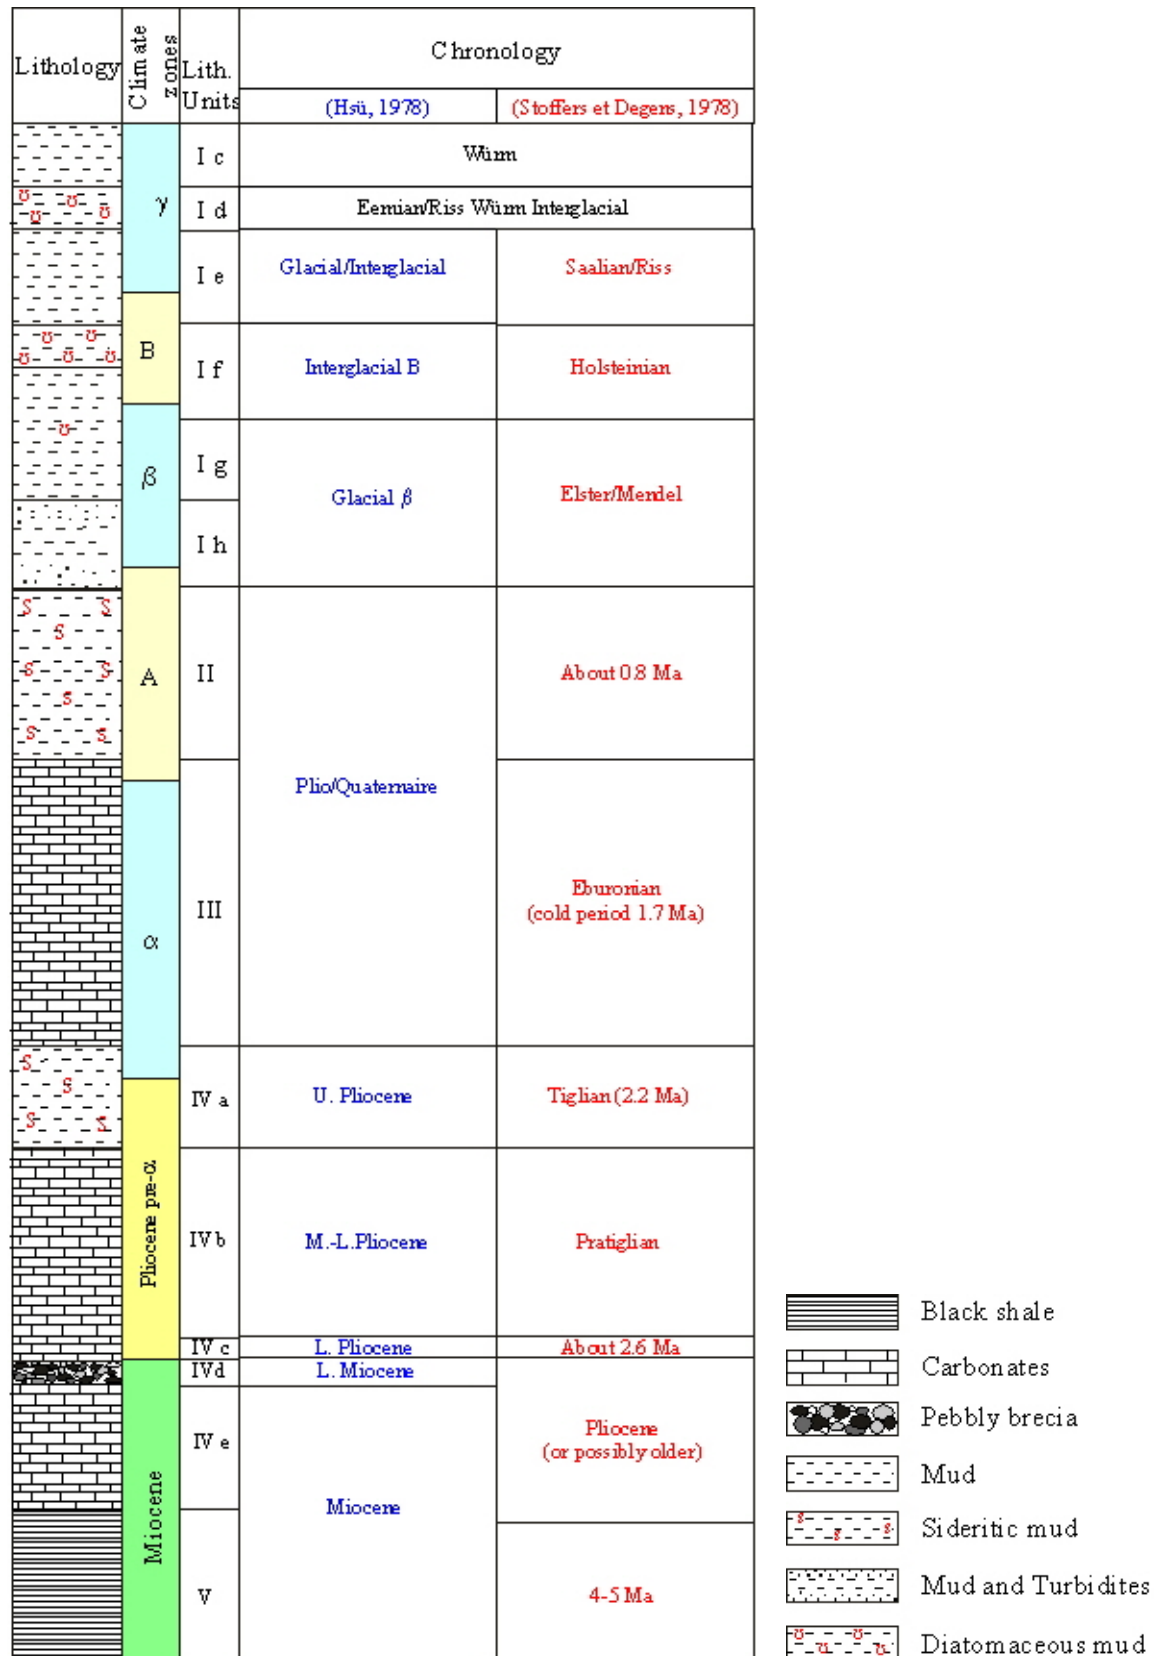 Lithology
Climate
zones
Lith.
Units
Chronology
(Hsü, 1978)
(Stoffers et Degens, 1978)
I c
Würm
γ
I d
Eemian/Riss Würm Interglacial
I e
Glacial/Interglacial
Saalian/Riss
B
I f
Interglacial B
Holsteinian
β
I g
Glacial β
Elster/Mendel
I h
A
II
About 0.8 Ma
Plio/Quaternaire
α
III
Eburonian
(cold period 1.7 Ma)
IV a
U. Pliocene
Tiglian (2.2 Ma)
Pliocene pre-α
IV b
M.-L.Pliocene
Pratiglian
IV c
L. Pliocene
About 2.6 Ma
IV d
L. Miocene
Miocene
IV e
Pliocene
(or possibly older)
Miocene
V
4-5 Ma
Black shale
Carbonates
Pebbly brecia
Mud
Sideritic mud
Mud and Turbidites
Diatomaceous mud